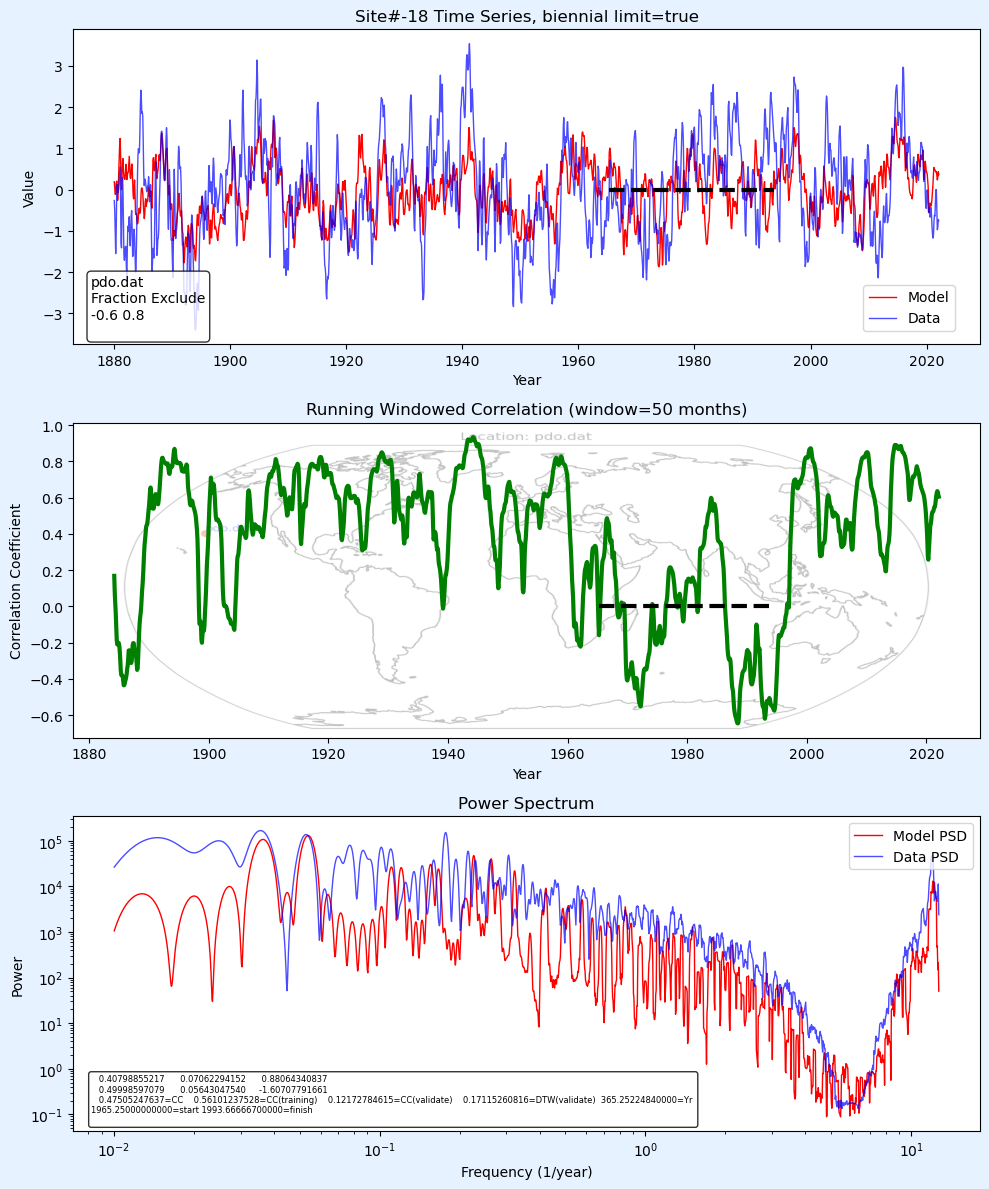 Site#-18 Time Series, biennial limit=true
Value
3
2
1
0
−1
−2
−3
pdo.dat
Fraction Exclude
-0.6 0.8
Model
Data
1880 1900 1920 1940 1960 1980 2000 2020
Year
Running Windowed Correlation (window=50 months)
Location: pdo.dat
Correlation Coefficient
1.0
0.8
0.6
0.4
0.2
0.0
−0.2
−0.4
−0.6
1880 1900 1920 1940 1960 1980 2000 2020
Year
Power Spectrum
Power
10⁵
10⁴
10³
10²
10¹
10⁰
10⁻¹
Model PSD
Data PSD
0.40798855217 0.07062294152 0.88064340837
0.49998597079 0.05643047540 -1.60707791661
0.47505247637=CC 0.56101237528=CC(training) 0.12172784615=CC(validate) 0.17115260816=DTW(validate) 365.25224840000=Yr
1965.25000000000=start 1993.66666700000=finish
10⁻² 10⁻¹ 10⁰ 10¹
Frequency (1/year)